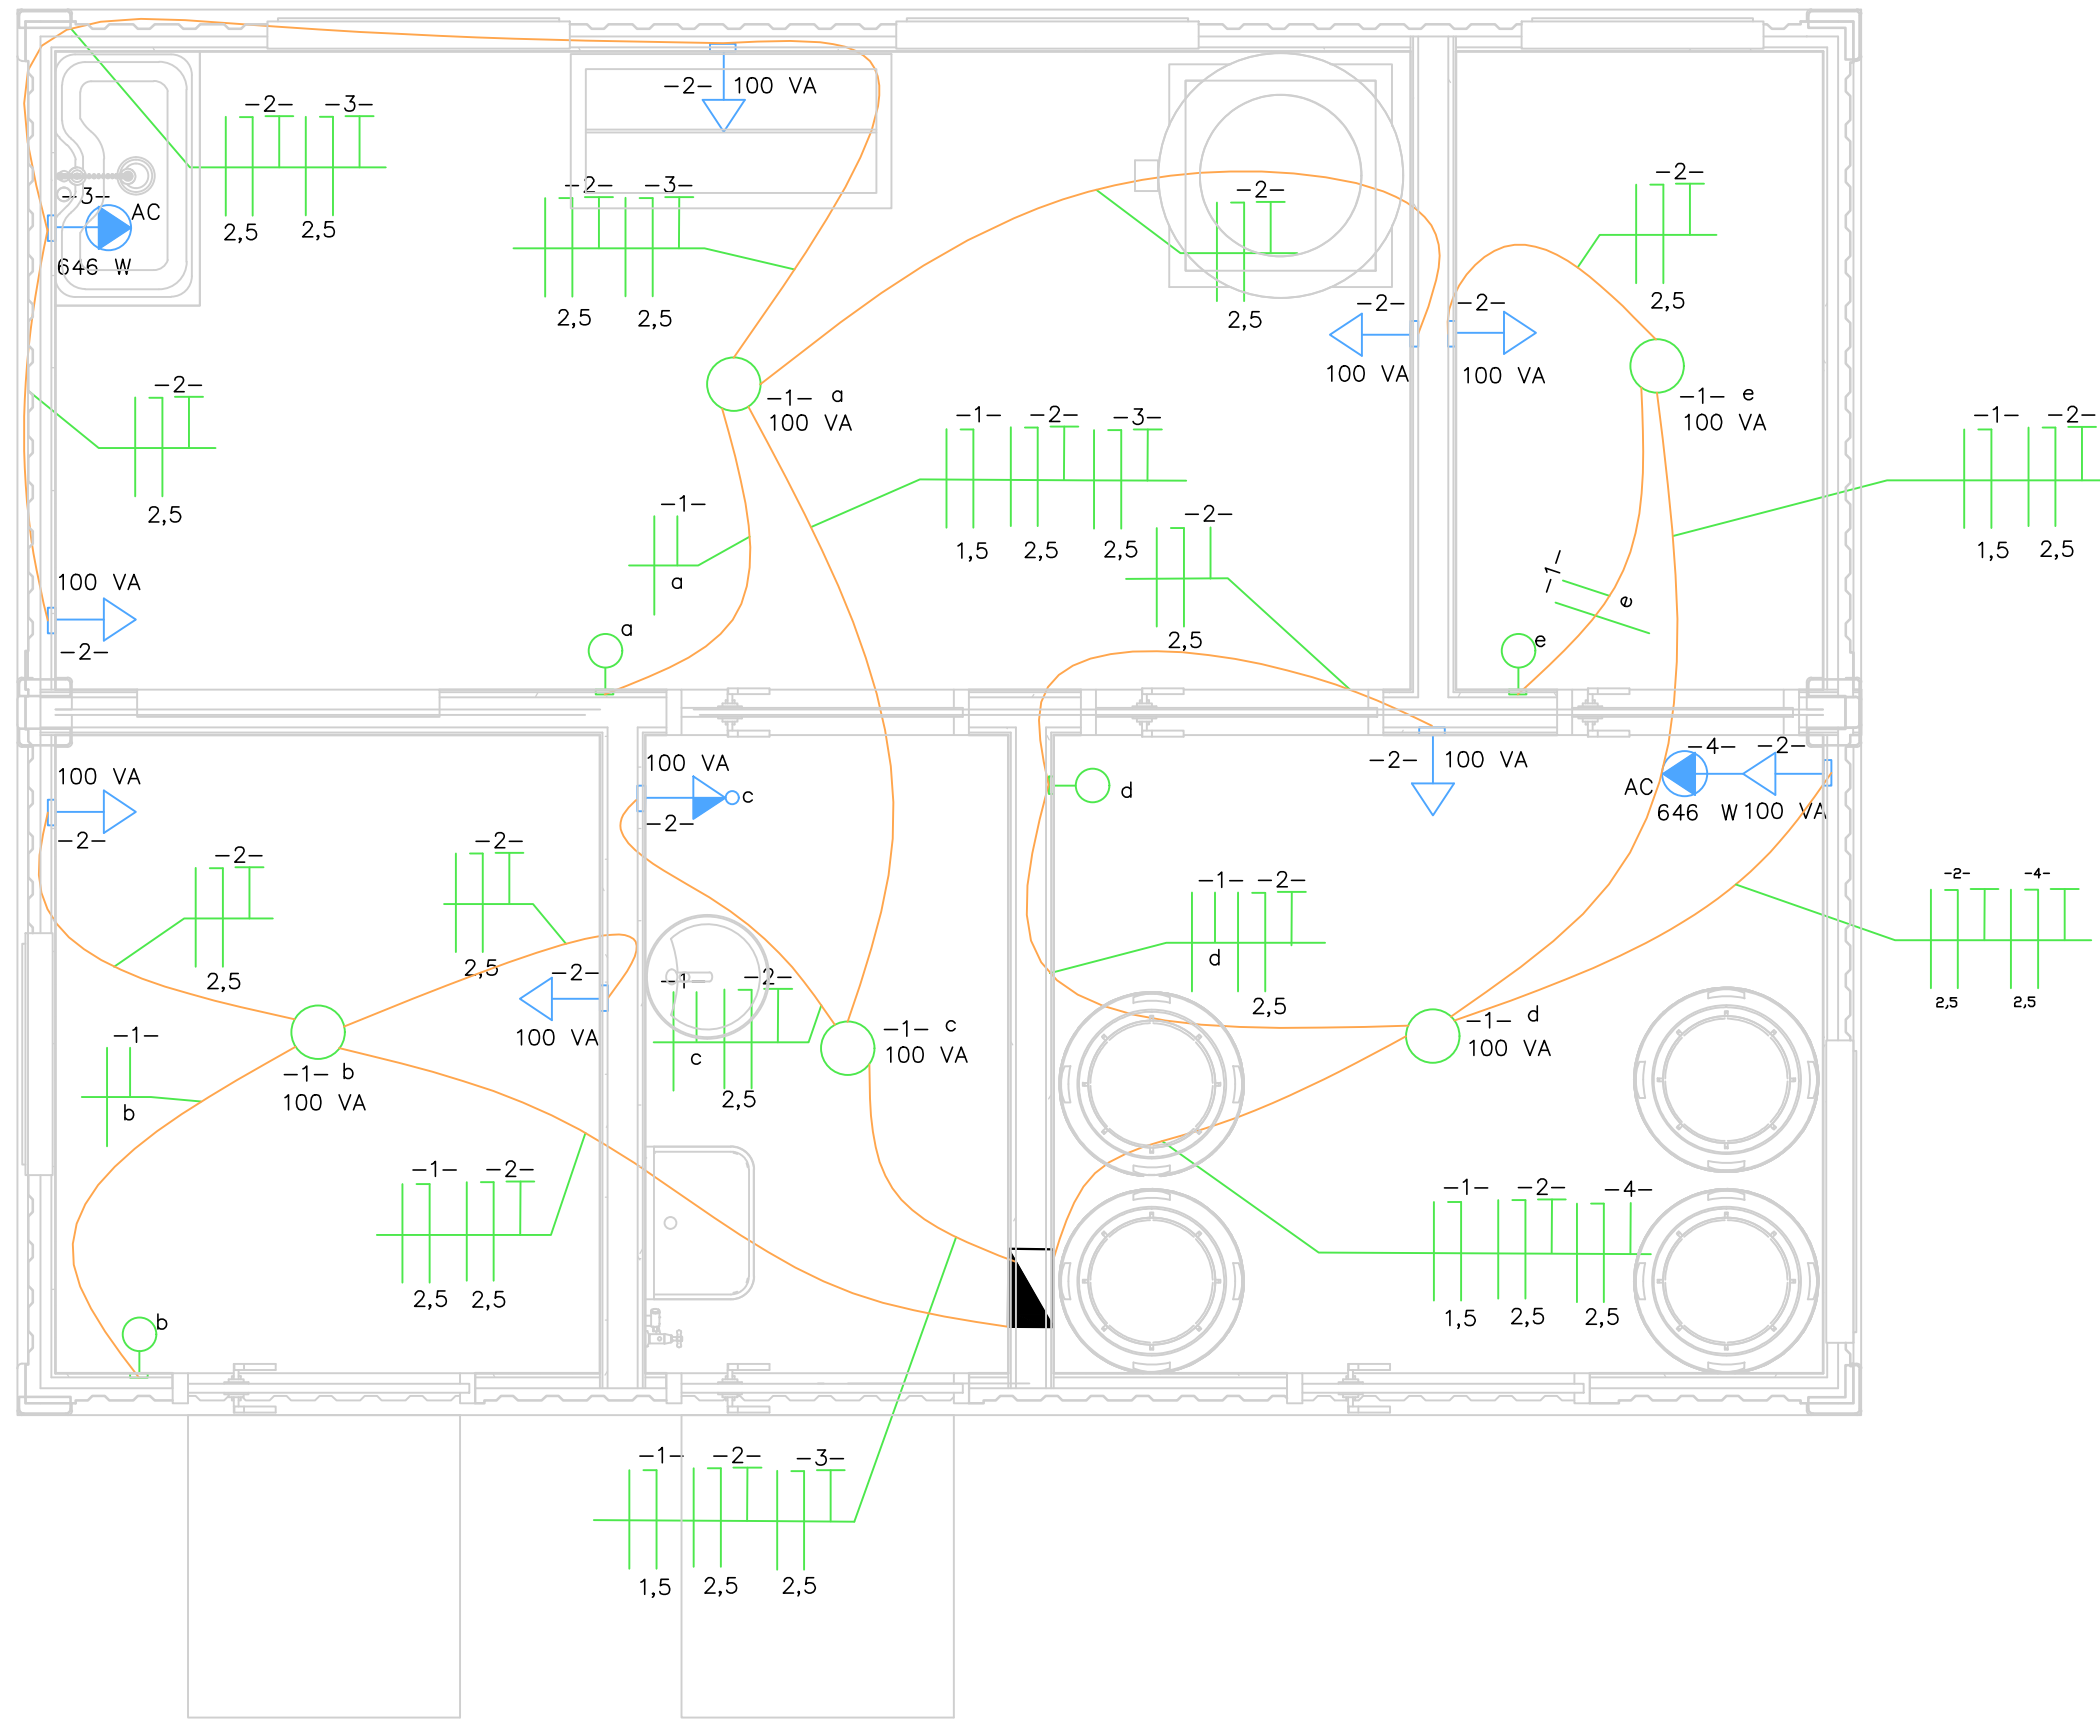 -2- 100 VA
-2- -3-
2,5 2,5
-3- AC
646 W
-2- -3-
2,5 2,5
-2-
2,5
-2-
2,5
-2-
100 VA
-2-
100 VA
-2-
2,5
-1- a
100 VA
-1- e
100 VA
-1- -2- -3-
1,5 2,5 2,5
-1- -2-
1,5 2,5
-1-
a
-2-
2,5
-1-
e
100 VA
-2-
a
e
100 VA
-2-
100 VA
c
-2-
-2- 100 VA
d
-4- -2-
AC
646 W 100 VA
-2-
2,5
-2-
2,5
-1- -2-
d
2,5
-2- -4-
2,5 2,5
-2-
100 VA
-1 -2-
c
2,5
-1- c
100 VA
-1- d
100 VA
-1-
b
-1- b
100 VA
-1- -2-
2,5 2,5
-1- -2- -4-
1,5 2,5 2,5
b
-1- -2- -3-
1,5 2,5 2,5